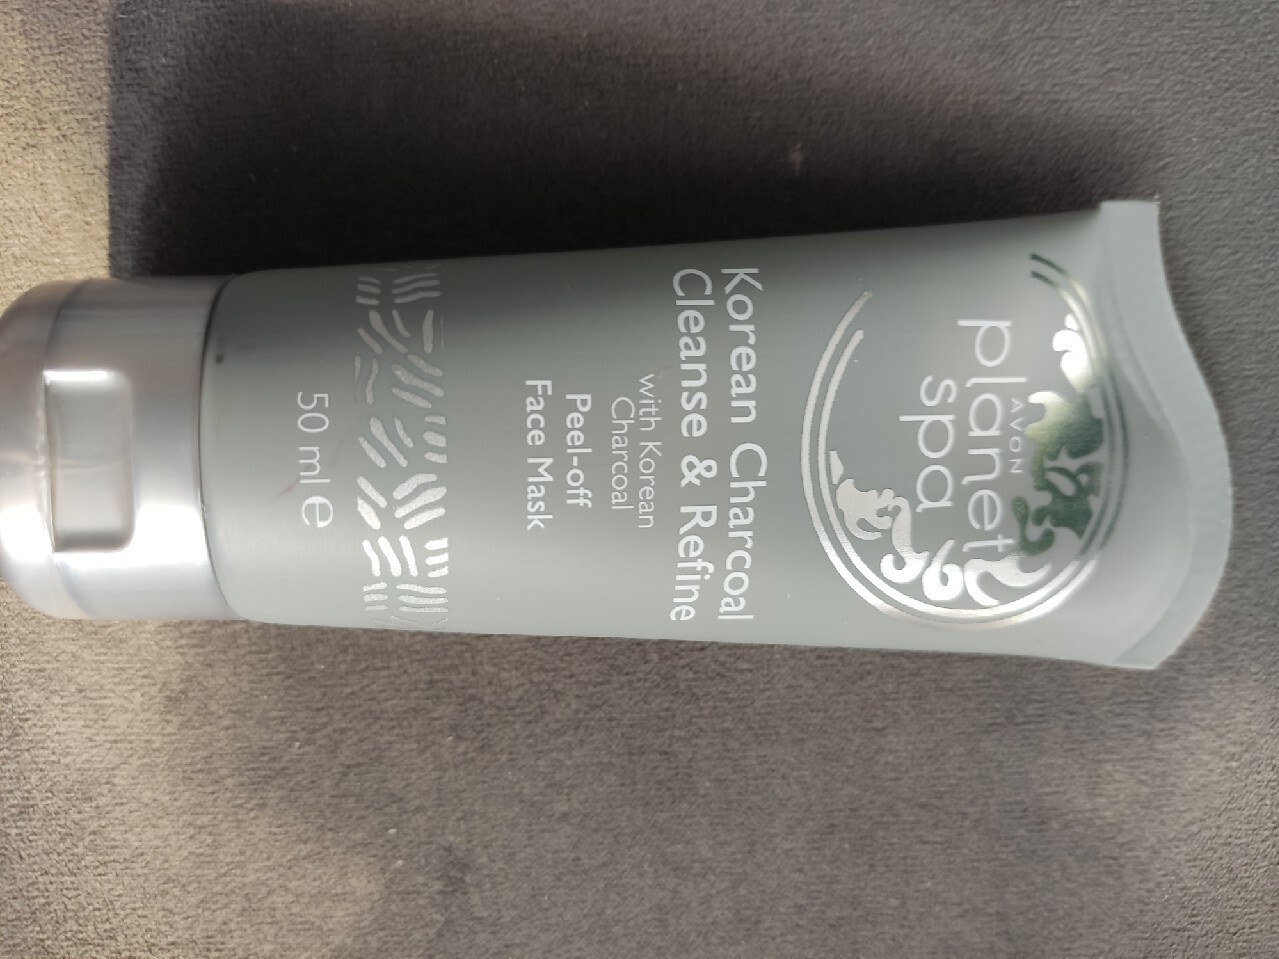 AVON
planet
spa
Korean Charcoal
Cleanse & Refine
with Korean
Charcoal
Peel-off
Face Mask
50 ml e